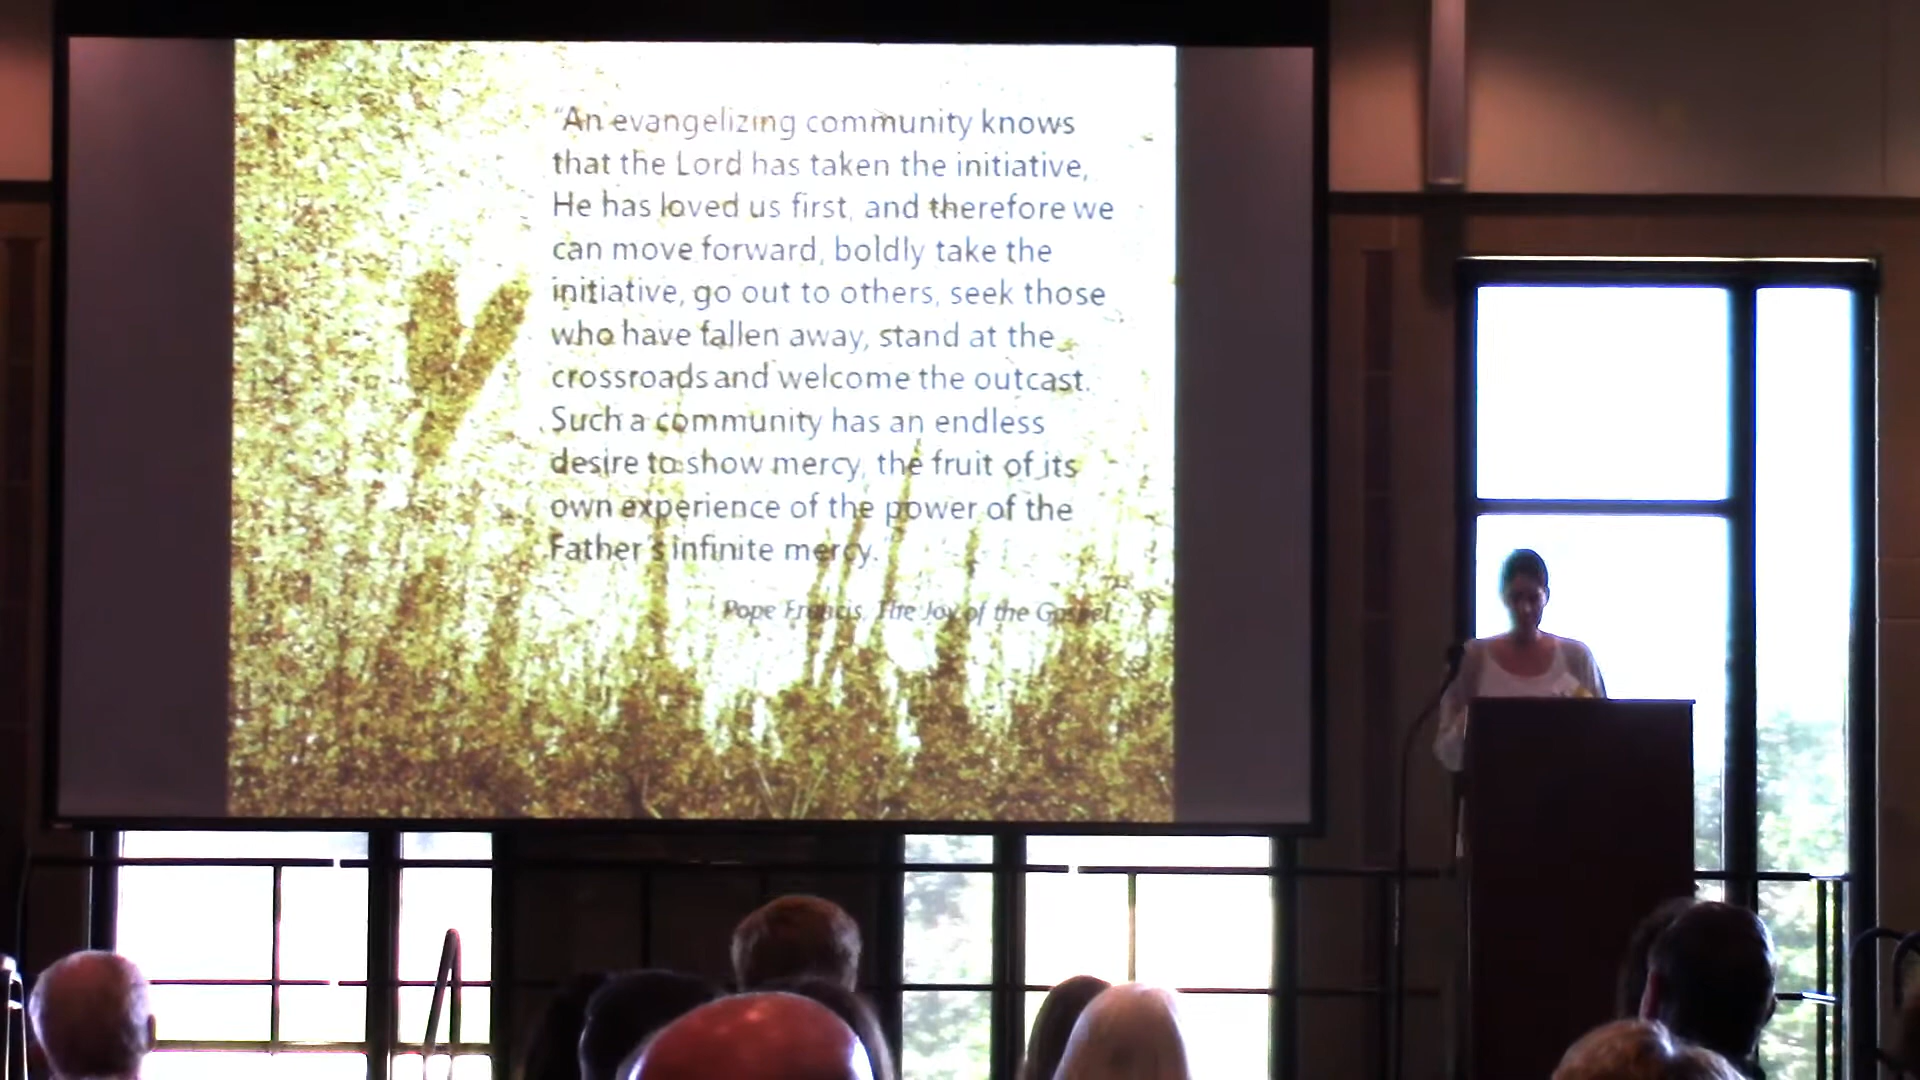 “An evangelizing community knows
that the Lord has taken the initiative,
He has loved us first, and therefore we
can move forward, boldly take the
initiative, go out to others, seek those
who have fallen away, stand at the
crossroads and welcome the outcast.
Such a community has an endless
desire to show mercy, the fruit of its
own experience of the power of the
Father's infinite mercy.
Pope Francis, The Joy of the Gospel